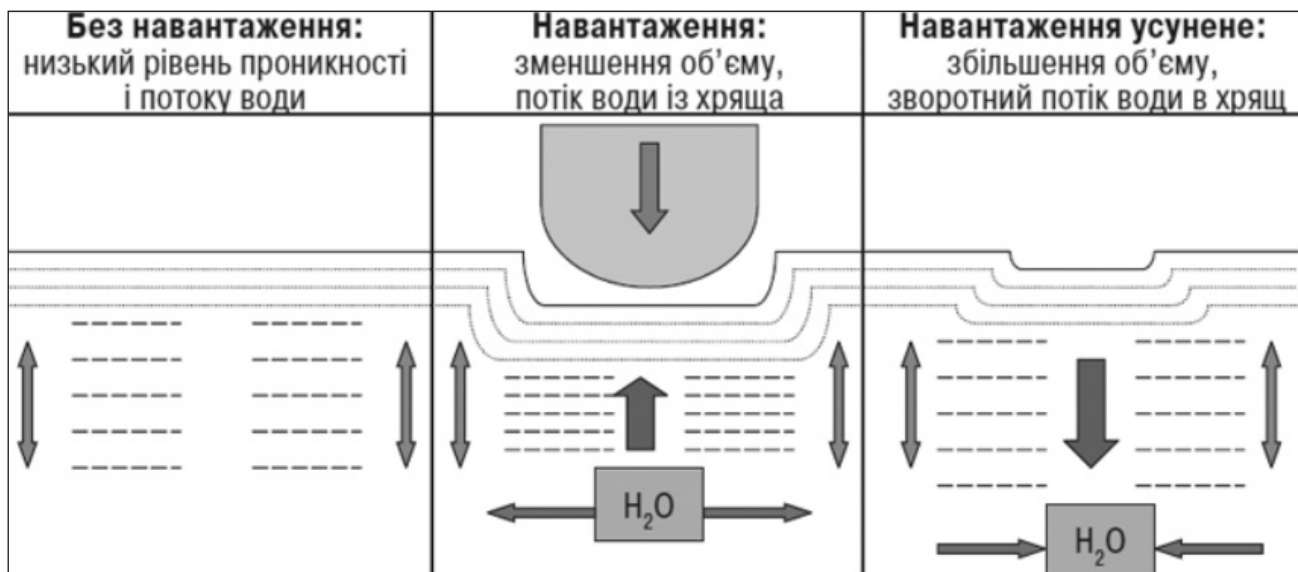 Без навантаження:
низький рівень проникності
і потоку води
Навантаження:
зменшення об’єму,
потік води із хряща
Навантаження усунене:
збільшення об’єму,
зворотний потік води в хрящ
H₂O
H₂O